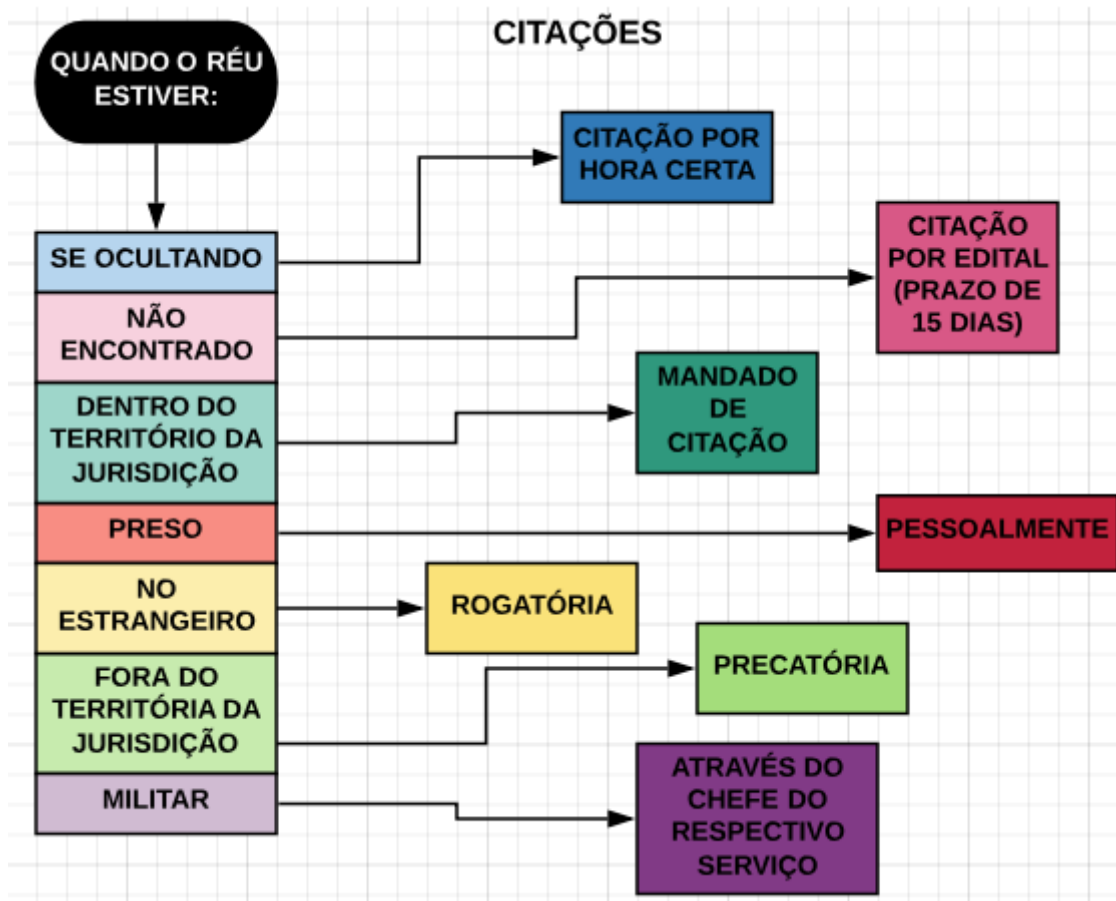 CITAÇÕES
QUANDO O RÉU
ESTIVER:
SE OCULTANDO
CITAÇÃO POR
HORA CERTA
NÃO
ENCONTRADO
CITAÇÃO
POR EDITAL
(PRAZO DE
15 DIAS)
DENTRO DO
TERRITÓRIO DA
JURISDIÇÃO
MANDADO
DE
CITAÇÃO
PRESO
PESSOALMENTE
NO
ESTRANGEIRO
ROGATÓRIA
FORA DO
TERRITÓRIA DA
JURISDIÇÃO
PRECATÓRIA
MILITAR
ATRAVÉS DO
CHEFE DO
RESPECTIVO
SERVIÇO